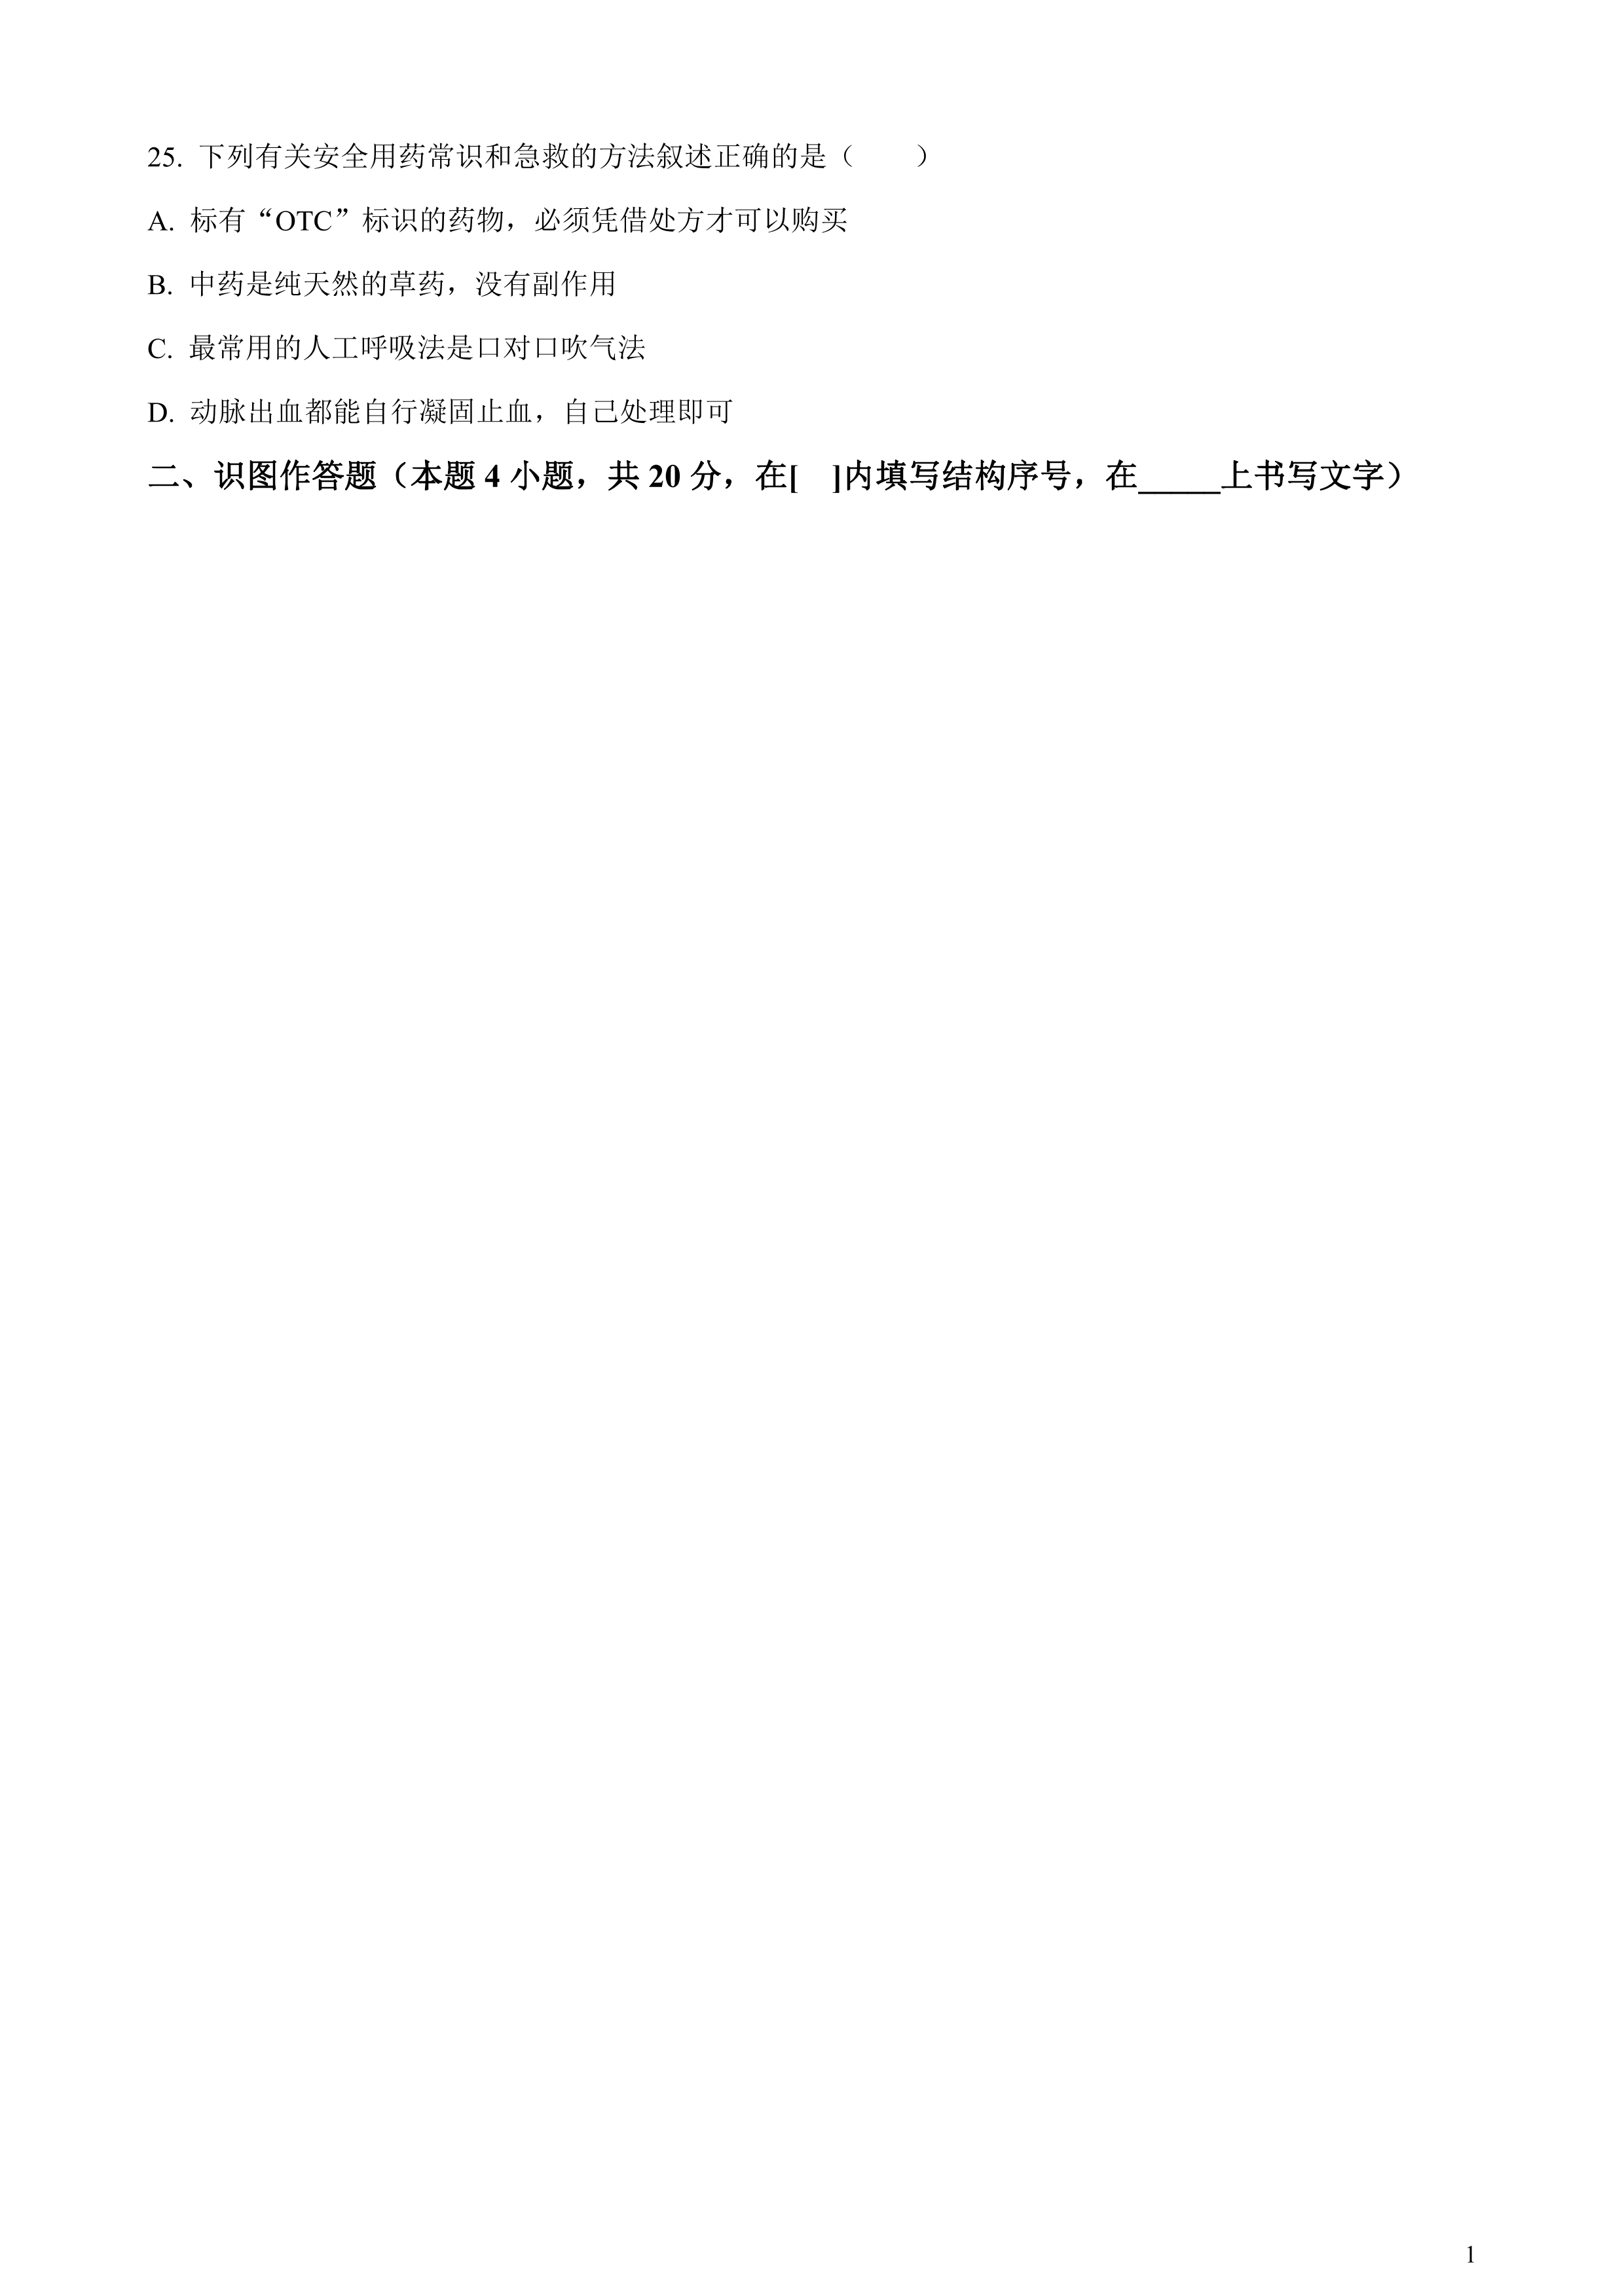 25. 下列有关安全用药常识和急救的方法叙述正确的是（　　）
A. 标有“OTC”标识的药物，必须凭借处方才可以购买
B. 中药是纯天然的草药，没有副作用
C. 最常用的人工呼吸法是口对口吹气法
D. 动脉出血都能自行凝固止血，自己处理即可
二、识图作答题（本题 4 小题，共 20 分，在[　]内填写结构序号，在_____上书写文字）
1